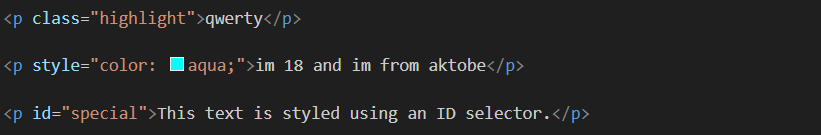 <p class="highlight">qwerty</p>
<p style="color: aqua;">im 18 and im from aktobe</p>
<p id="special">This text is styled using an ID selector.</p>